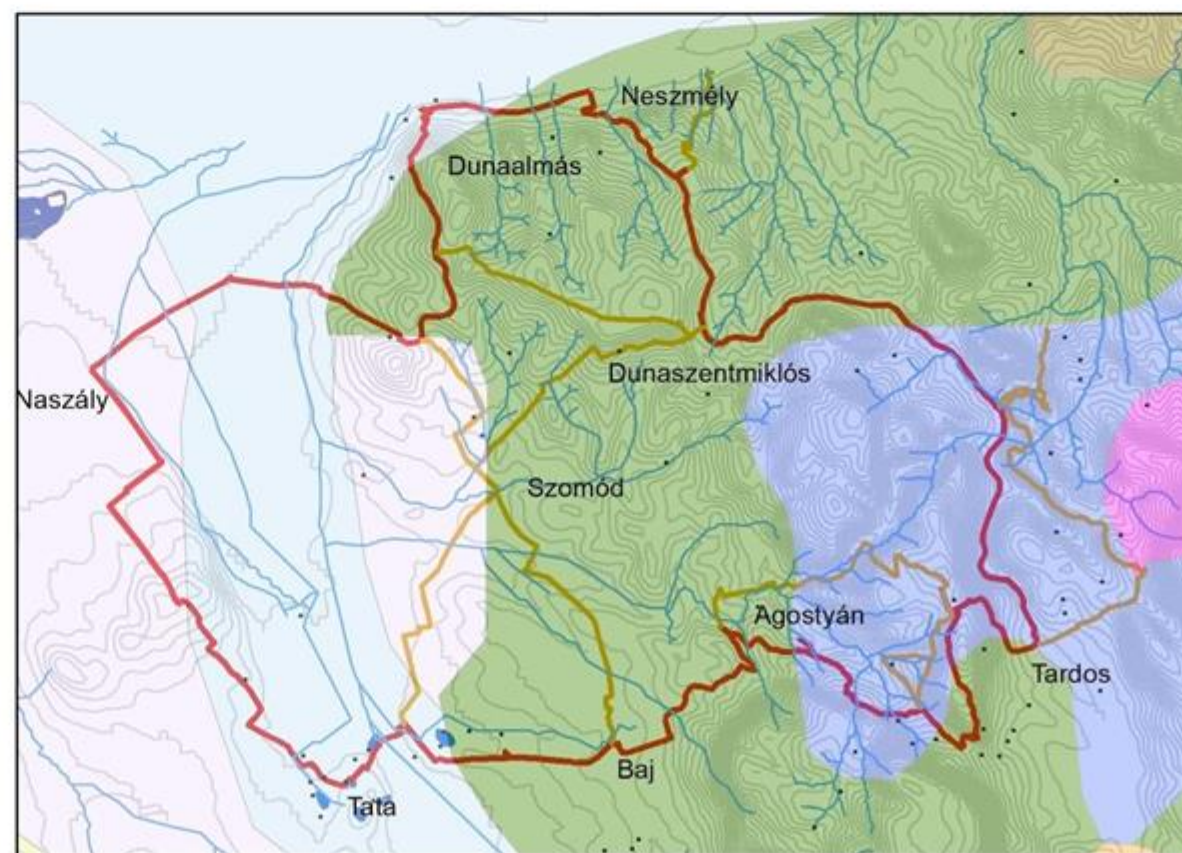 Neszmély
Dunaalmás
Dunaszentmiklós
Naszály
Szomód
Agostyán
Tardos
Baj
Tata